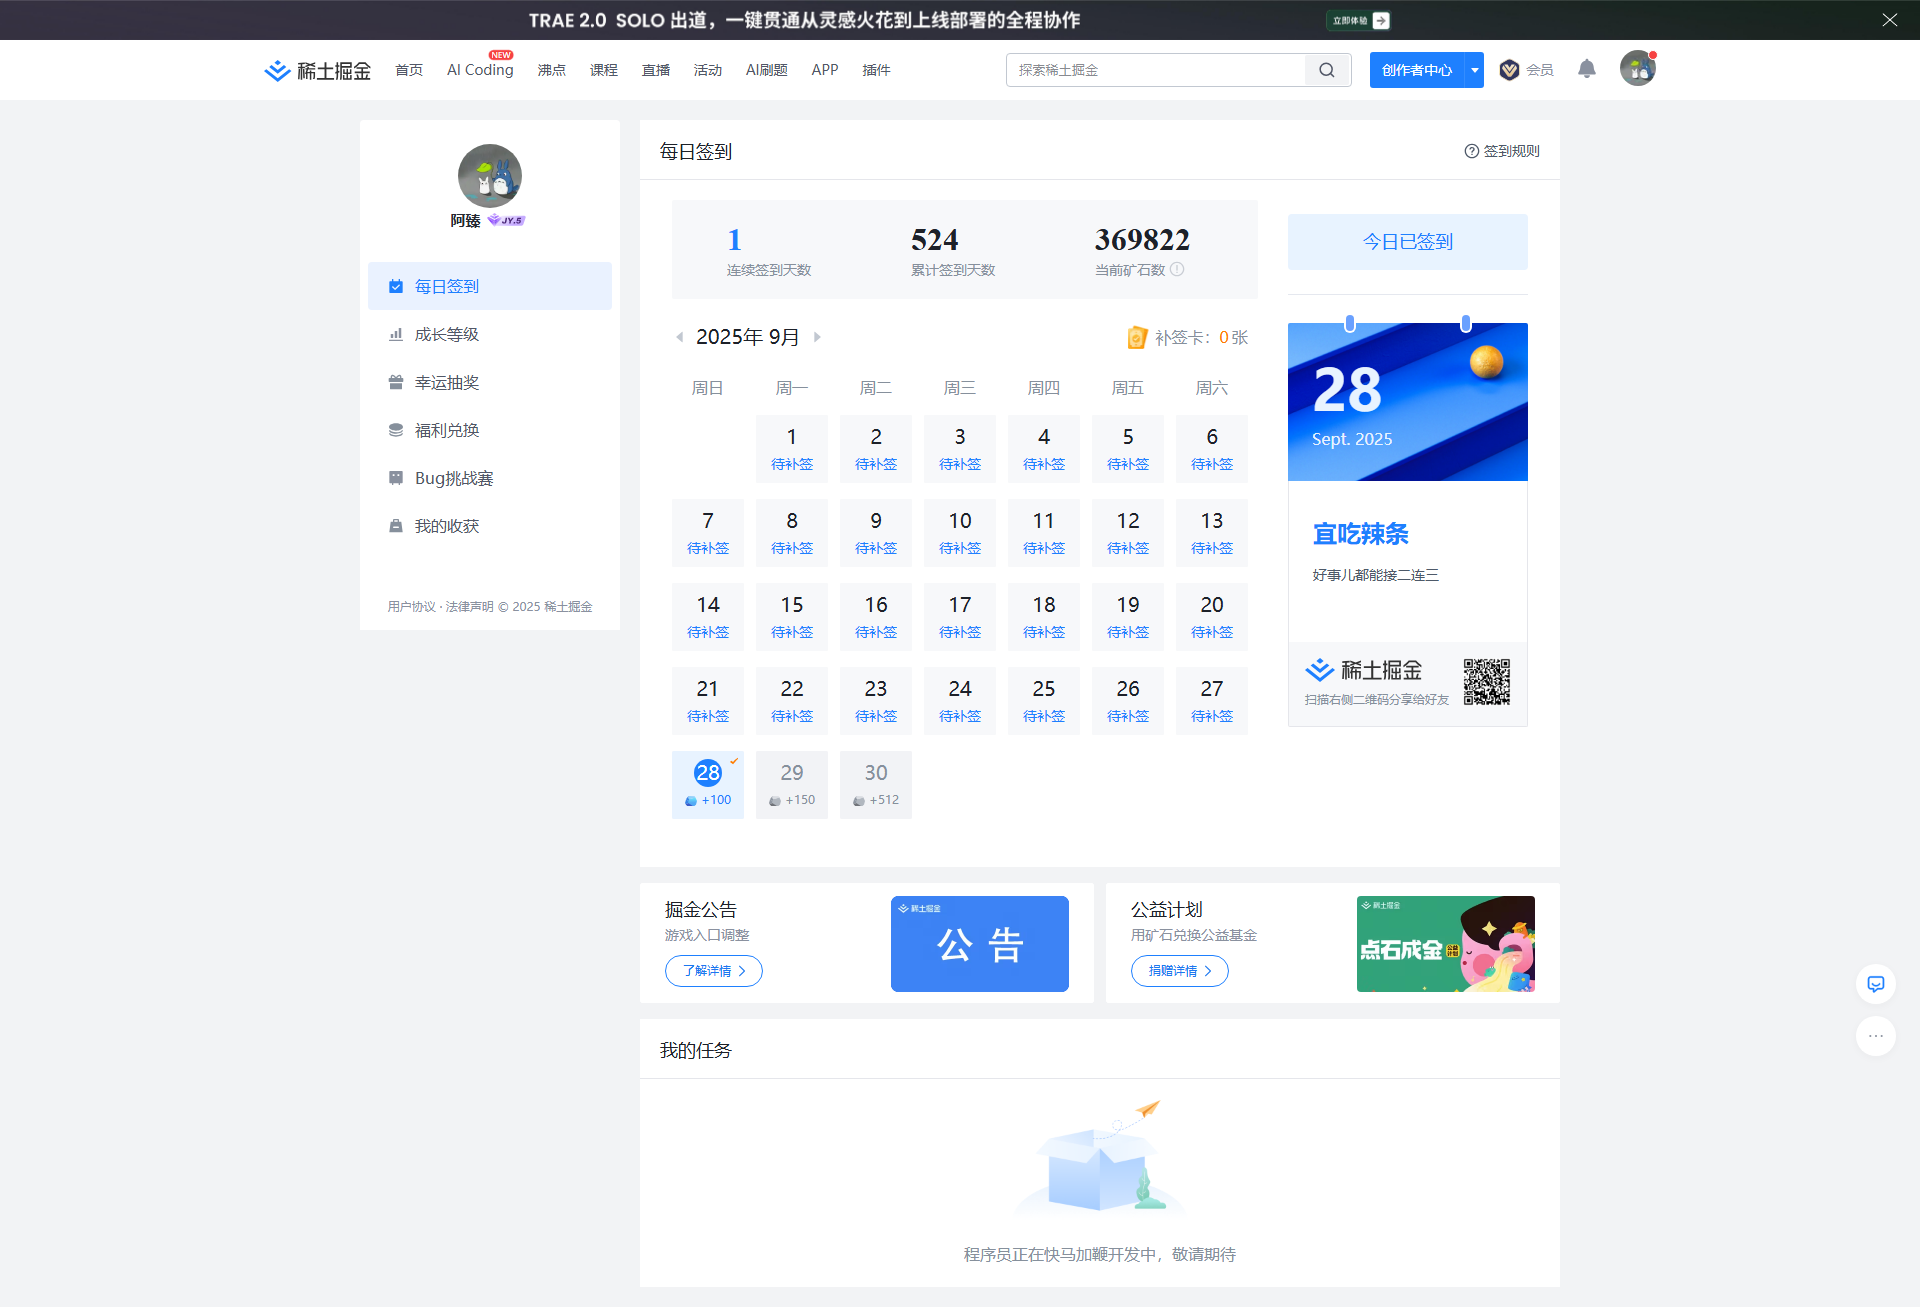 TRAE 2.0 SOLO 出道，一键贯通从灵感火花到上线部署的全程协作
立即体验
稀土掘金
首页
AI Coding
NEW
沸点
课程
直播
活动
AI刷题
APP
插件
探索稀土掘金
创作者中心
会员
阿臻
JY.5
每日签到
成长等级
幸运抽奖
福利兑换
Bug挑战赛
我的收获
用户协议 · 法律声明 © 2025 稀土掘金
每日签到
签到规则
1
连续签到天数
524
累计签到天数
369822
当前矿石数
2025年 9月
补签卡：0 张
周日 周一 周二 周三 周四 周五 周六
1 2 3 4 5 6
待补签 待补签 待补签 待补签 待补签 待补签
7 8 9 10 11 12 13
待补签 待补签 待补签 待补签 待补签 待补签 待补签
14 15 16 17 18 19 20
待补签 待补签 待补签 待补签 待补签 待补签 待补签
21 22 23 24 25 26 27
待补签 待补签 待补签 待补签 待补签 待补签 待补签
28 29 30
+100 +150 +512
今日已签到
28
Sept. 2025
宜吃辣条
好事儿都能接二连三
稀土掘金
扫描右侧二维码分享给好友
掘金公告
游戏入口调整
了解详情
稀土掘金
公告
公益计划
用矿石兑换公益基金
捐赠详情
稀土掘金
点石成金
公益计划
我的任务
程序员正在快马加鞭开发中，敬请期待